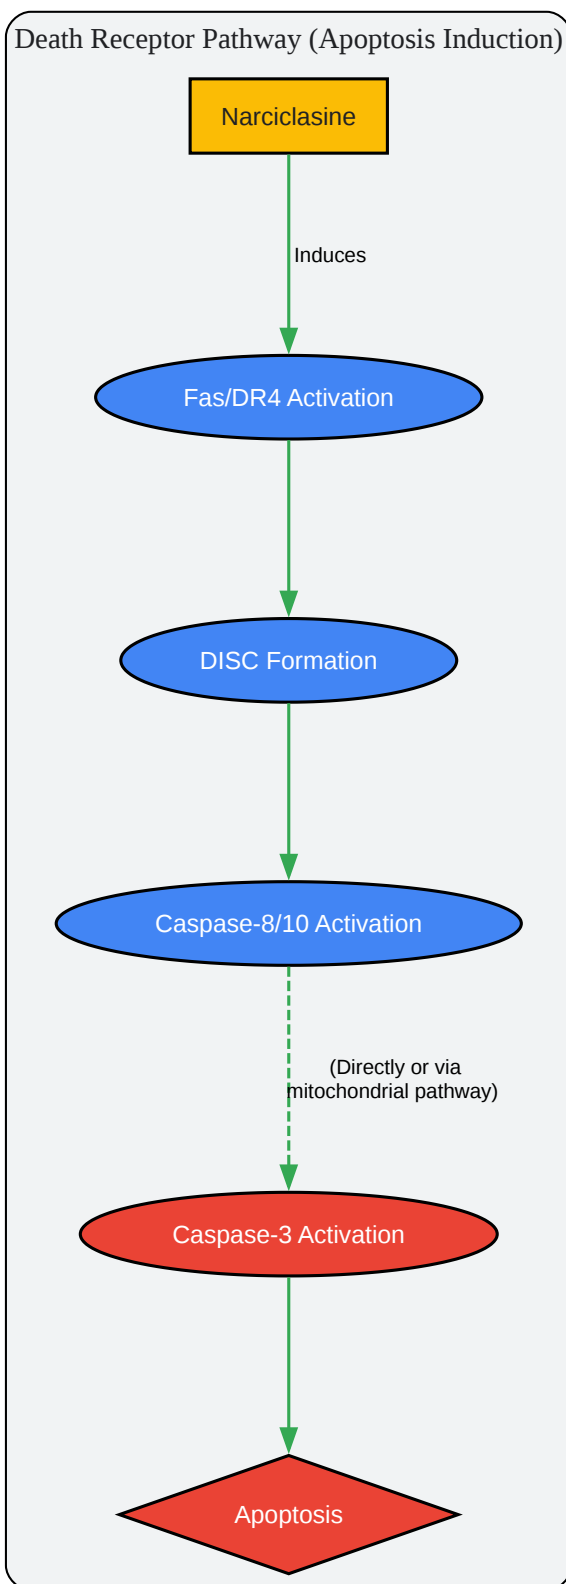 Death Receptor Pathway (Apoptosis Induction)
Narciclasine
Induces
Fas/DR4 Activation
DISC Formation
Caspase-8/10 Activation
(Directly or via
mitochondrial pathway)
Caspase-3 Activation
Apoptosis